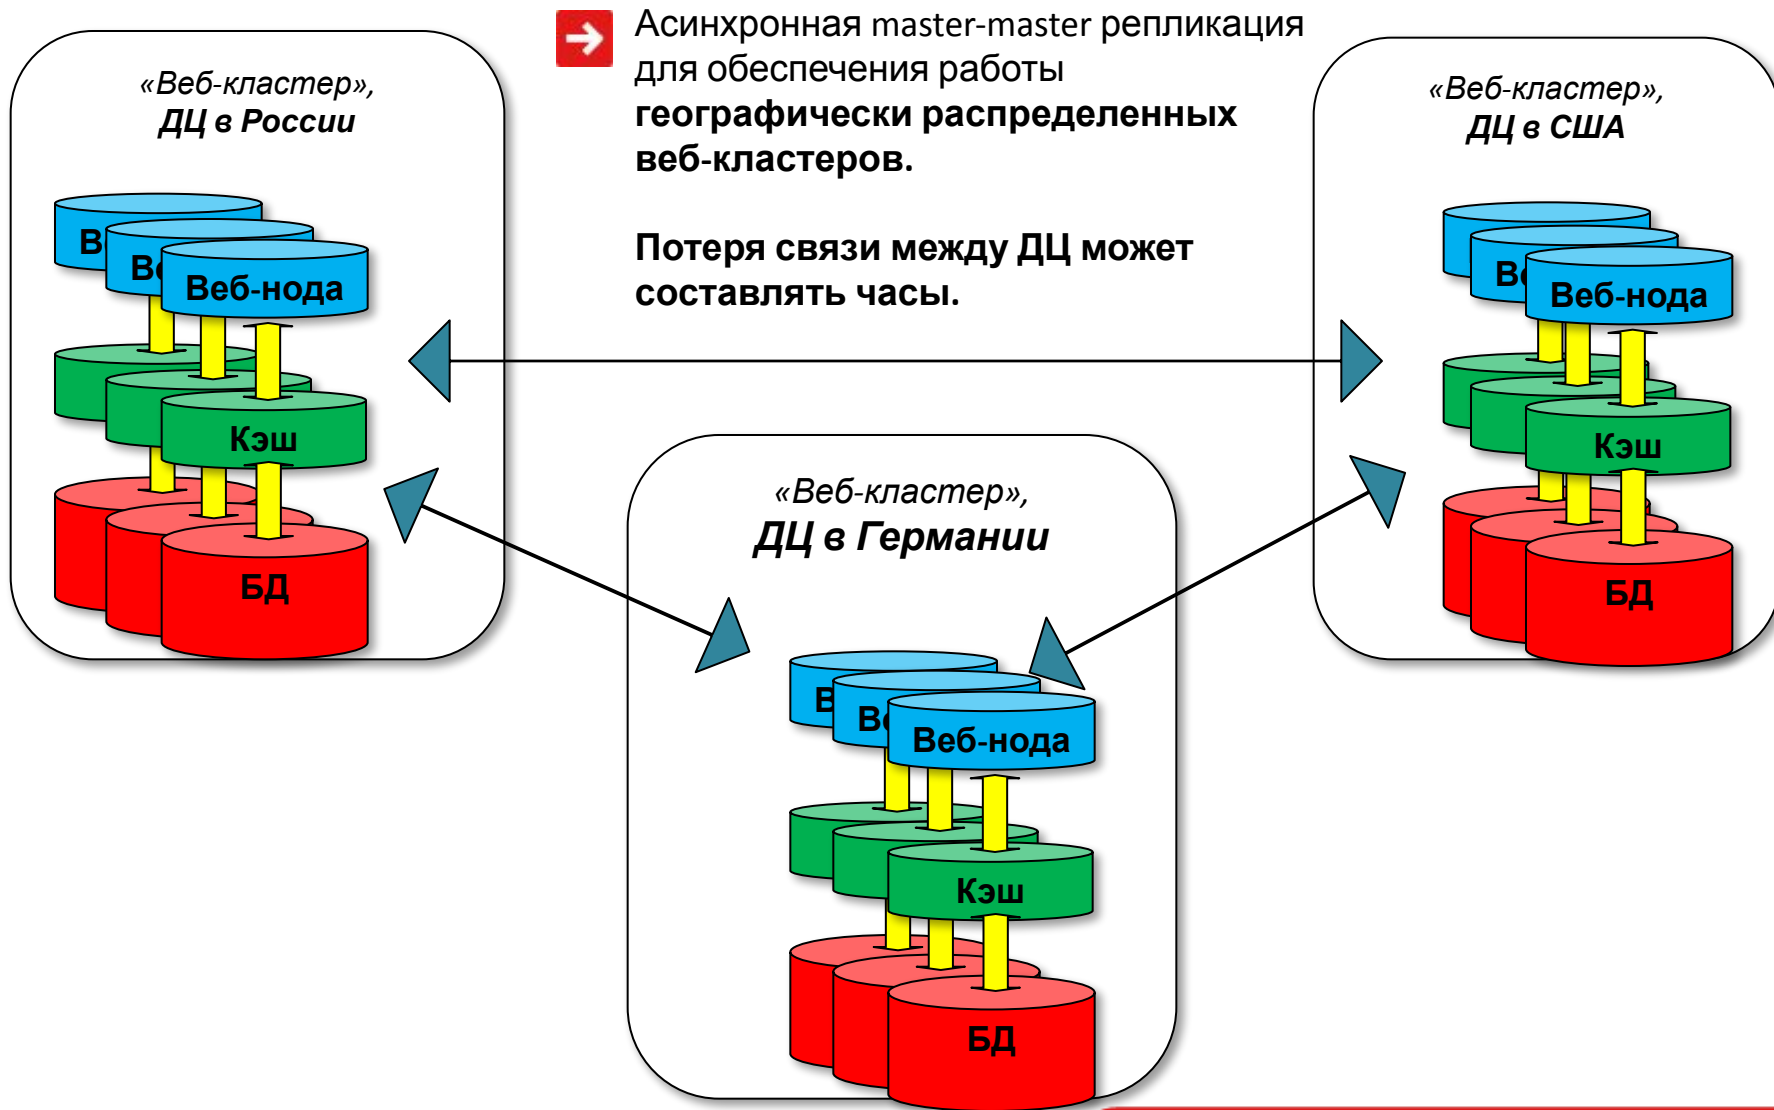 Асинхронная master-master репликация
для обеспечения работы
географически распределенных
веб-кластеров.
Потеря связи между ДЦ может
составлять часы.
«Веб-кластер»,
ДЦ в России
Веб-нода
Кэш
БД
«Веб-кластер»,
ДЦ в США
Веб-нода
Кэш
БД
«Веб-кластер»,
ДЦ в Германии
Веб-нода
Кэш
БД